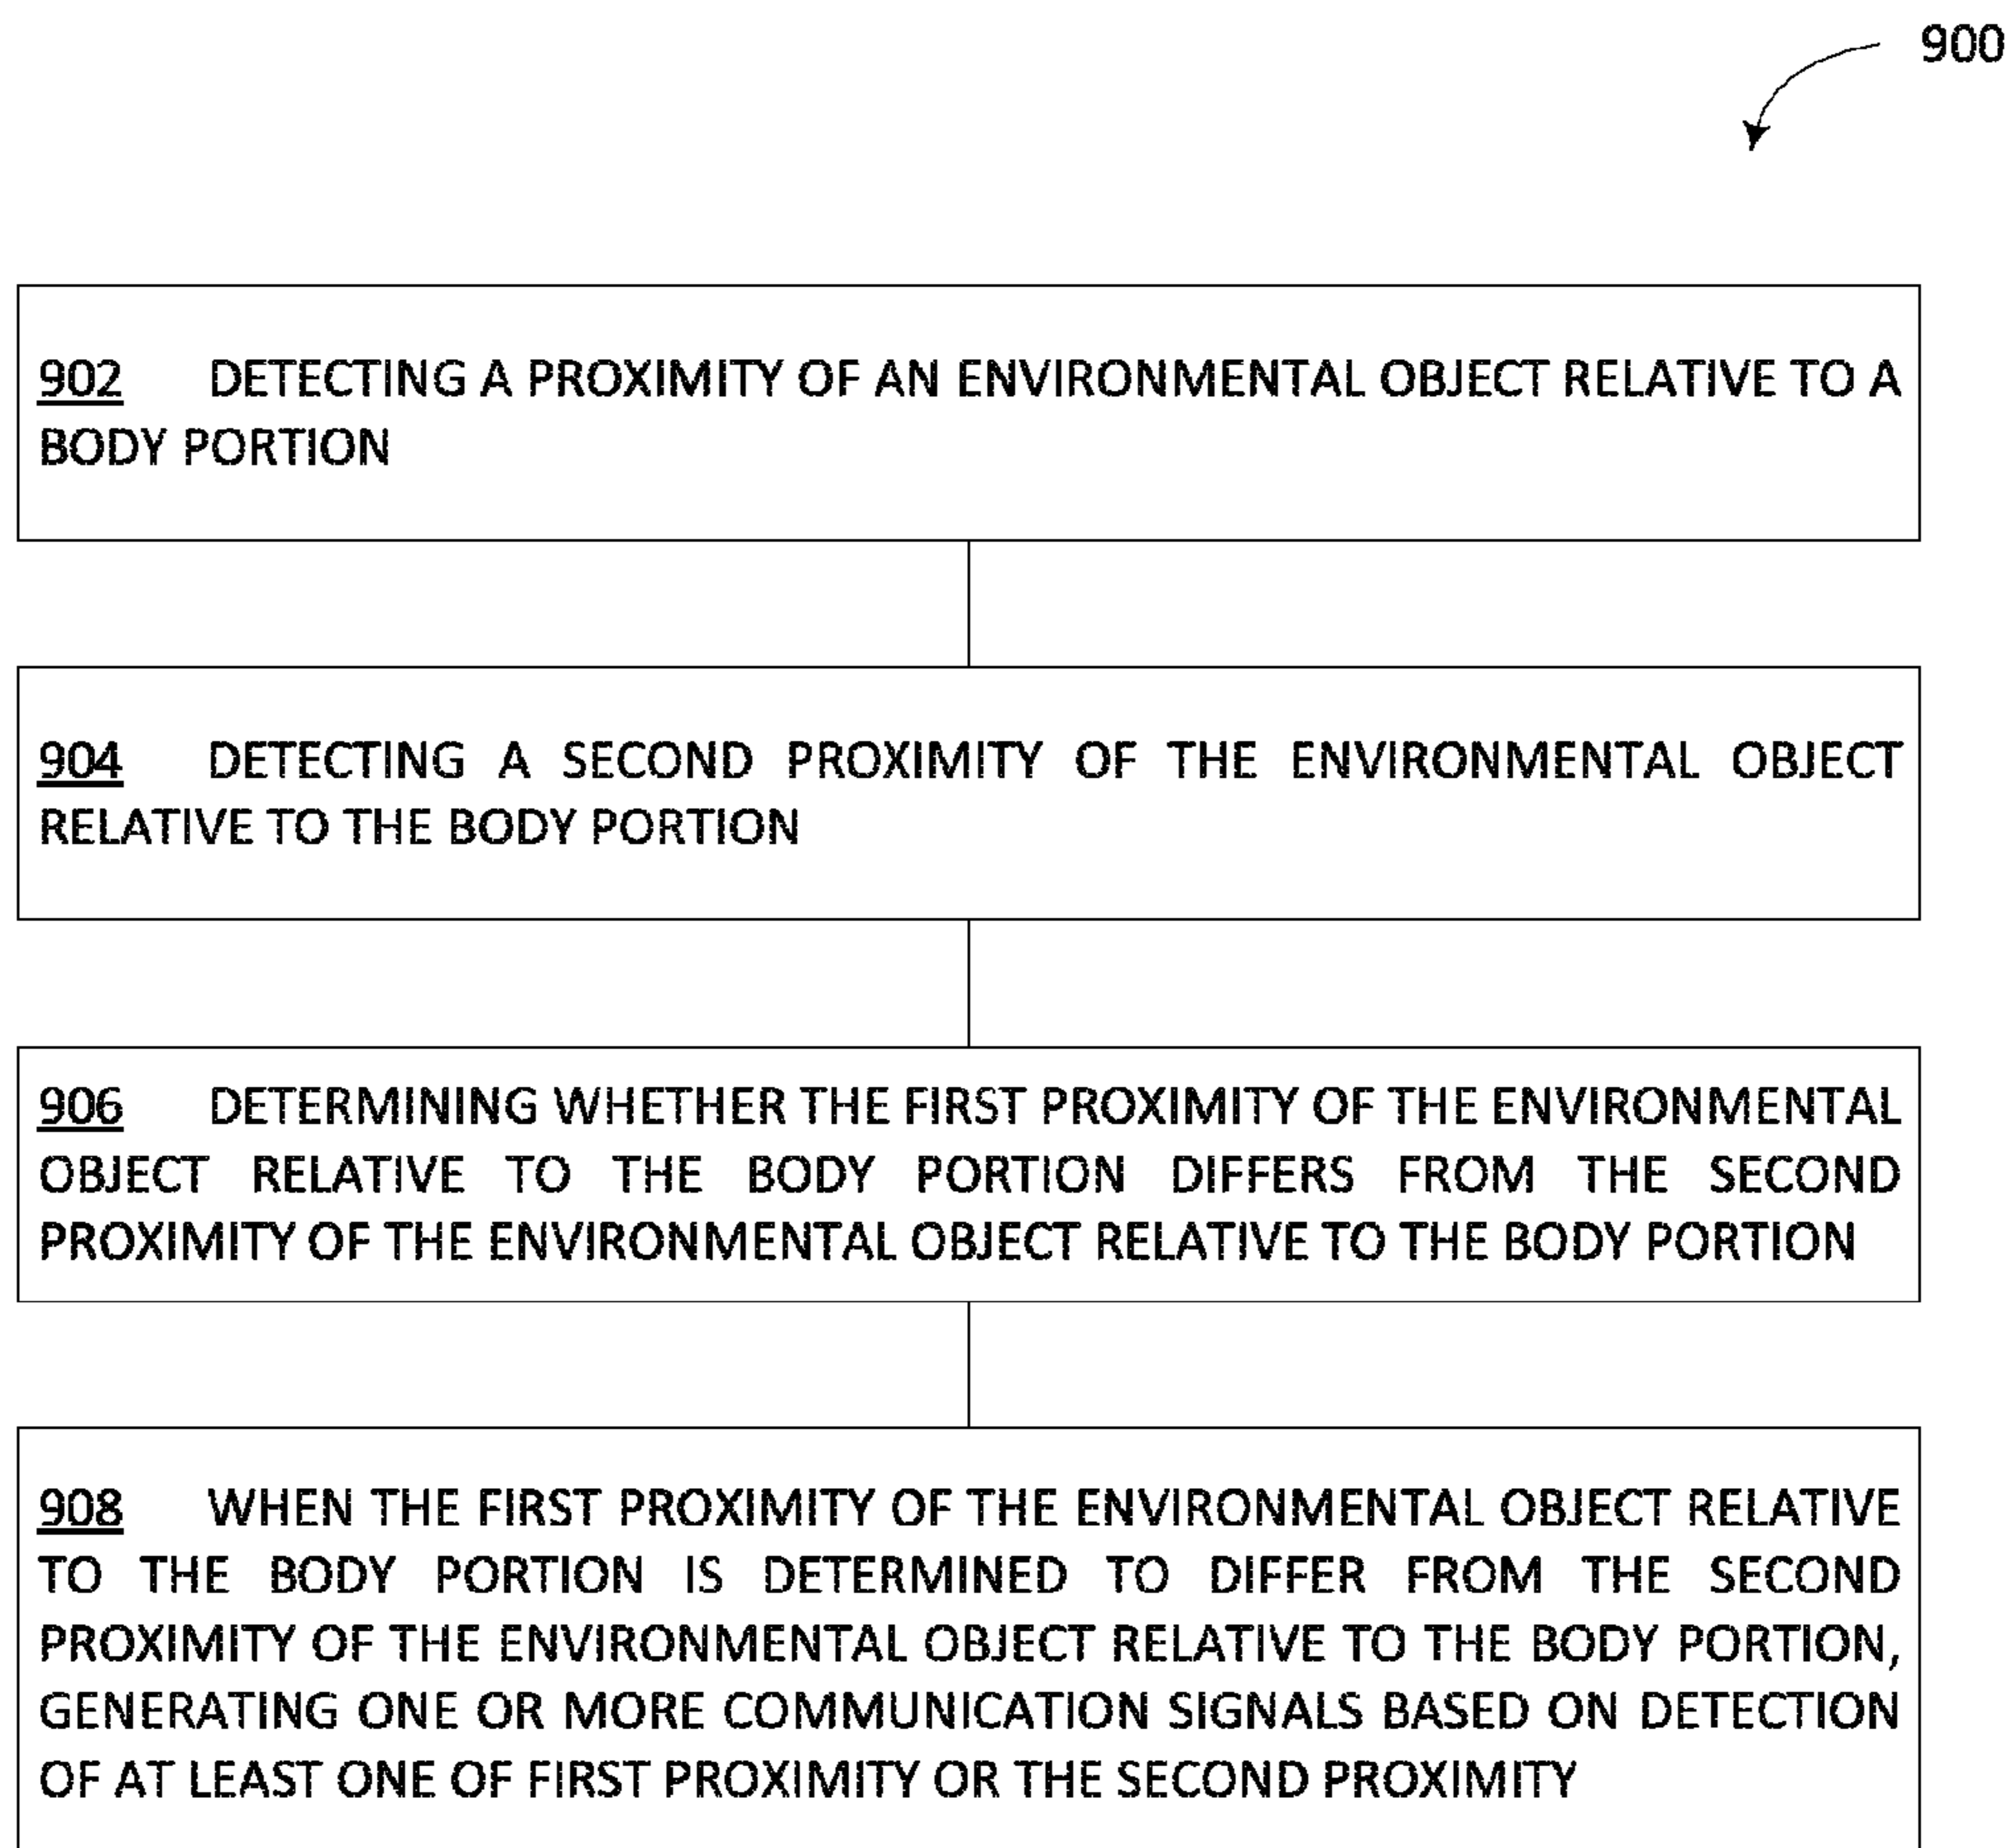 900
902 DETECTING A PROXIMITY OF AN ENVIRONMENTAL OBJECT RELATIVE TO A
BODY PORTION
904 DETECTING A SECOND PROXIMITY OF THE ENVIRONMENTAL OBJECT
RELATIVE TO THE BODY PORTION
906 DETERMINING WHETHER THE FIRST PROXIMITY OF THE ENVIRONMENTAL
OBJECT RELATIVE TO THE BODY PORTION DIFFERS FROM THE SECOND
PROXIMITY OF THE ENVIRONMENTAL OBJECT RELATIVE TO THE BODY PORTION
908 WHEN THE FIRST PROXIMITY OF THE ENVIRONMENTAL OBJECT RELATIVE
TO THE BODY PORTION IS DETERMINED TO DIFFER FROM THE SECOND
PROXIMITY OF THE ENVIRONMENTAL OBJECT RELATIVE TO THE BODY PORTION,
GENERATING ONE OR MORE COMMUNICATION SIGNALS BASED ON DETECTION
OF AT LEAST ONE OF FIRST PROXIMITY OR THE SECOND PROXIMITY